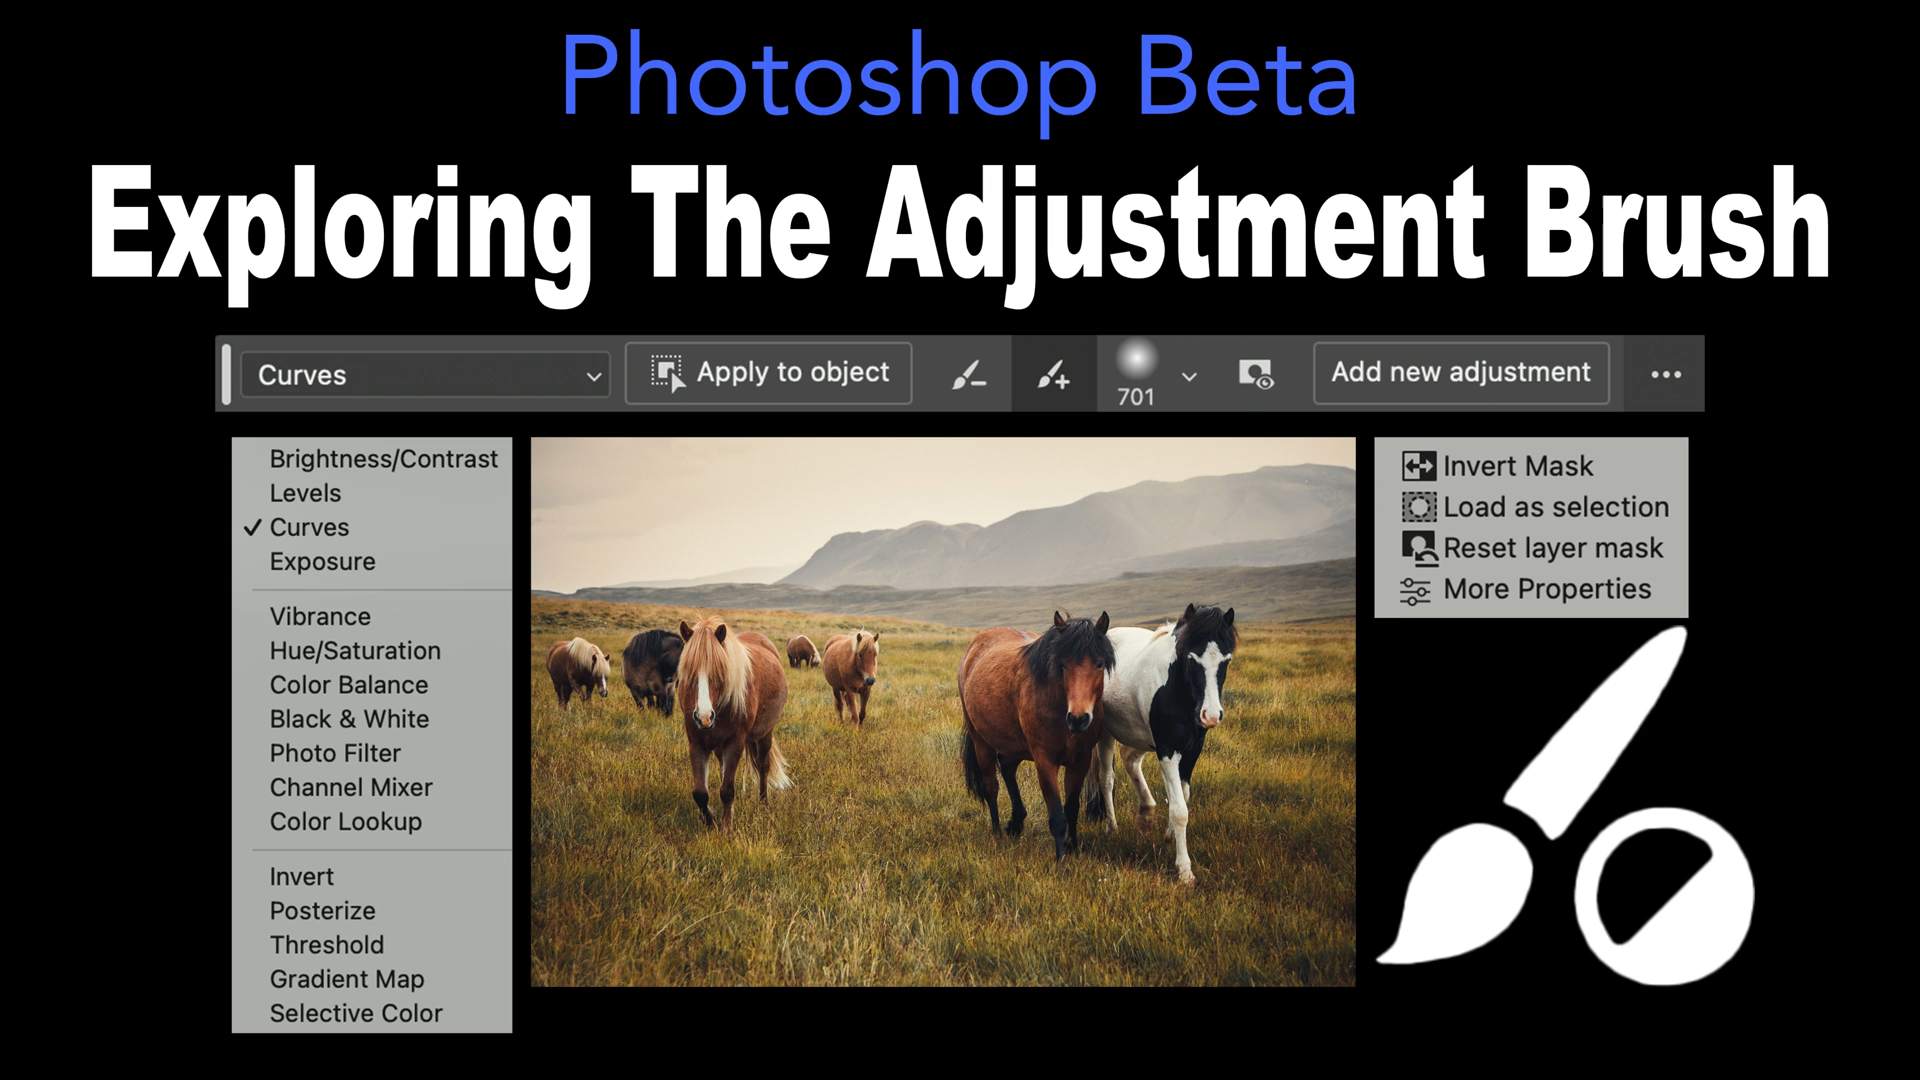 Photoshop Beta
Exploring The Adjustment Brush
Curves
Apply to object
701
Add new adjustment
Brightness/Contrast
Levels
Curves
Exposure
Vibrance
Hue/Saturation
Color Balance
Black & White
Photo Filter
Channel Mixer
Color Lookup
Invert
Posterize
Threshold
Gradient Map
Selective Color
Invert Mask
Load as selection
Reset layer mask
More Properties